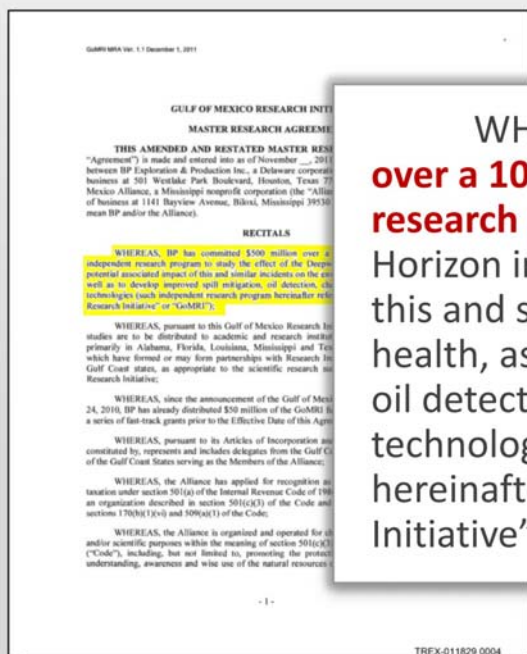 GoMRI MRA Ver. 1.1 December 1, 2011
GULF OF MEXICO RESEARCH INITI
MASTER RESEARCH AGREEME
THIS AMENDED AND RESTATED MASTER RESE
"Agreement") is made and entered into as of November __, 2011
between BP Exploration & Production Inc., a Delaware corporati
business at 501 Westlake Park Boulevard, Houston, Texas 77
Mexico Alliance, a Mississippi nonprofit corporation (the "Allia
of business at 1141 Bayview Avenue, Biloxi, Mississippi 39530
mean BP and/or the Alliance).
RECITALS
WHEREAS, BP has committed $500 million over a
independent research program to study the effect of the Deepw
potential associated impact of this and similar incidents on the en
well as to develop improved spill mitigation, oil detection, cha
technologies (such independent research program hereinafter refe
Research Initiative" or "GoMRI");
WHEREAS, pursuant to this Gulf of Mexico Research In
studies are to be distributed to academic and research institut
primarily in Alabama, Florida, Louisiana, Mississippi and Tex
which have formed or may form partnerships with Research In
Gulf Coast states, as appropriate to the scientific research su
Research Initiative;
WHEREAS, since the announcement of the Gulf of Mexi
24, 2010, BP has already distributed $50 million of the GoMRI f
a series of fast-track grants prior to the Effective Date of this Agre
WHEREAS, pursuant to its Articles of Incorporation an
constituted by, represents and includes delegates from the Gulf C
of the Gulf Coast States serving as the Members of the Alliance;
WHEREAS, the Alliance has applied for recognition as
taxation under section 501(a) of the Internal Revenue Code of 198
an organization described in section 501(c)(3) of the Code and
sections 170(b)(1)(vi) and 509(a)(1) of the Code;
WHEREAS, the Alliance is organized and operated for ch
and/or scientific purposes within the meaning of section 501(c)(3)
("Code"), including, but not limited to, promoting the protect
understanding, awareness and wise use of the natural resources
- 1 -
TREX-011829.0004
WH
over a 10
research
Horizon in
this and s
health, as
oil detect
technolog
hereinaft
Initiative"